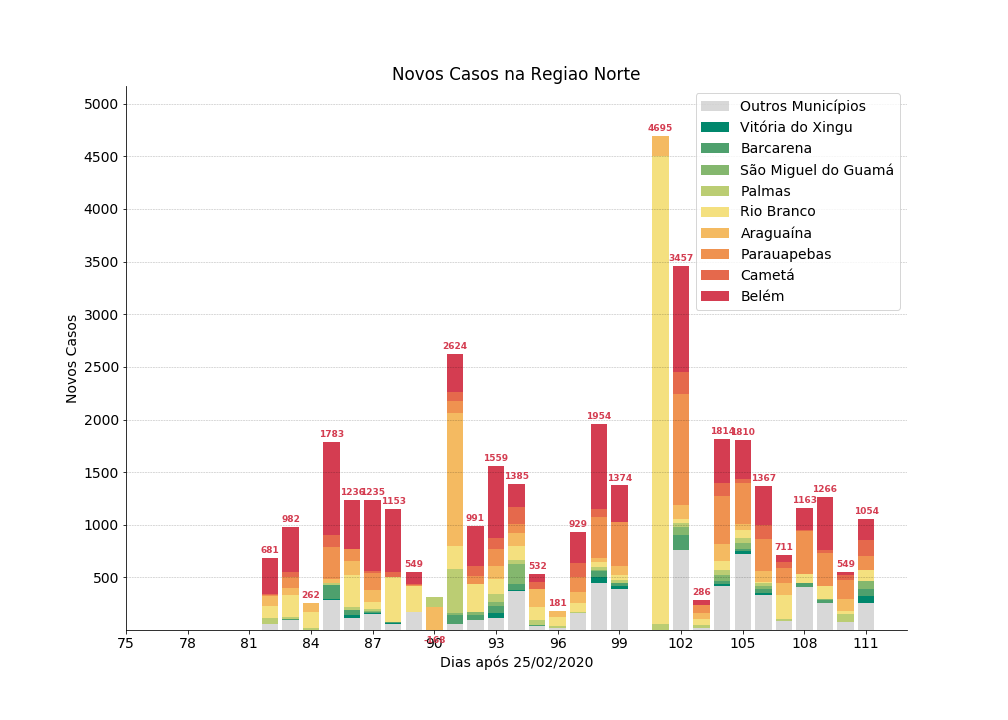 Novos Casos na Regiao Norte
Novos Casos
5000
4500
4000
3500
3000
2500
2000
1500
1000
500
Outros Municípios
Vitória do Xingu
Barcarena
São Miguel do Guamá
Palmas
Rio Branco
Araguaína
Parauapebas
Cametá
Belém
681
982
262
1783
1236
1235
1153
549
-168
2624
991
1559
1385
532
181
929
1954
1374
4695
3457
286
1814
1810
1367
711
1163
1266
549
1054
75 78 81 84 87 90 93 96 99 102 105 108 111
Dias após 25/02/2020